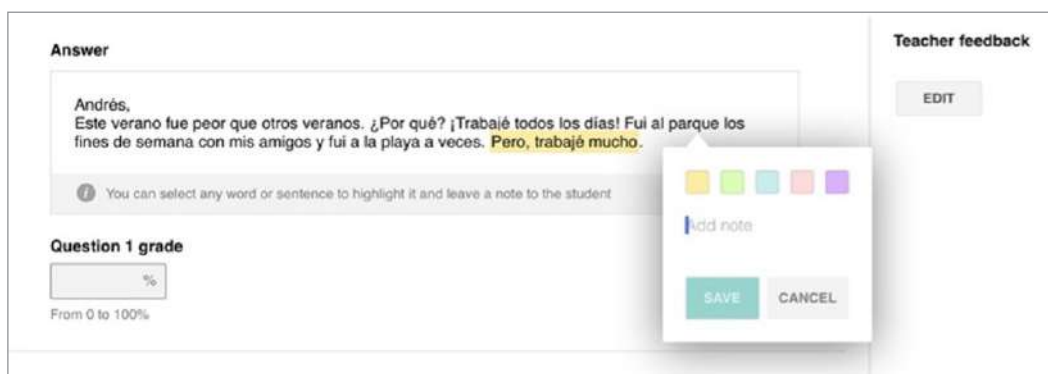 Answer
Teacher feedback
EDIT
Andrés,
Este verano fue peor que otros veranos. ¿Por qué? ¡Trabajé todos los días! Fui al parque los
fines de semana con mis amigos y fui a la playa a veces. Pero, trabajé mucho.
You can select any word or sentence to highlight it and leave a note to the student
Add note
SAVE
CANCEL
Question 1 grade
%
From 0 to 100%